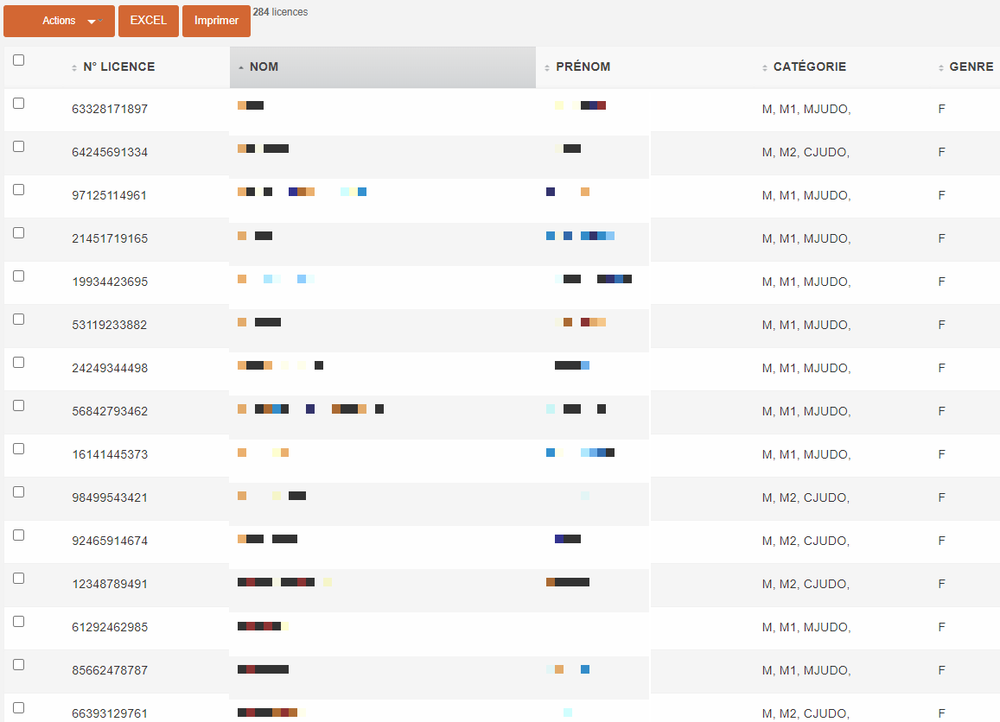 Actions EXCEL Imprimer 284 licences
N° LICENCE NOM PRÉNOM CATÉGORIE GENRE
63328171897 M, M1, MJUDO, F
64245691334 M, M2, CJUDO, F
97125114961 M, M1, MJUDO, F
21451719165 M, M1, MJUDO, F
19934423695 M, M1, MJUDO, F
53119233882 M, M1, MJUDO, F
24249344498 M, M1, MJUDO, F
56842793462 M, M1, MJUDO, F
16141445373 M, M1, MJUDO, F
98499543421 M, M2, CJUDO, F
92465914674 M, M2, CJUDO, F
12348789491 M, M2, CJUDO, F
61292462985 M, M1, MJUDO, F
85662478787 M, M1, MJUDO, F
66393129761 M, M2, CJUDO, F